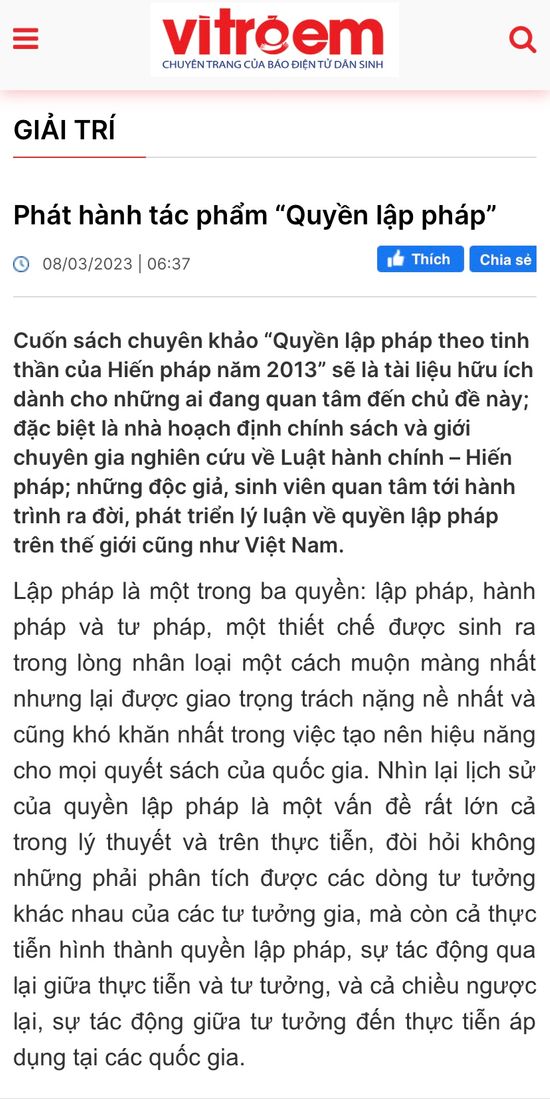 vìtrẻem
CHUYÊN TRANG CỦA BÁO ĐIỆN TỬ DÂN SINH
GIẢI TRÍ
Phát hành tác phẩm “Quyền lập pháp”
08/03/2023 | 06:37
Thích
Chia sẻ
Cuốn sách chuyên khảo “Quyền lập pháp theo tinh
thần của Hiến pháp năm 2013” sẽ là tài liệu hữu ích
dành cho những ai đang quan tâm đến chủ đề này;
đặc biệt là nhà hoạch định chính sách và giới
chuyên gia nghiên cứu về Luật hành chính – Hiến
pháp; những độc giả, sinh viên quan tâm tới hành
trình ra đời, phát triển lý luận về quyền lập pháp
trên thế giới cũng như Việt Nam.
Lập pháp là một trong ba quyền: lập pháp, hành
pháp và tư pháp, một thiết chế được sinh ra
trong lòng nhân loại một cách muộn màng nhất
nhưng lại được giao trọng trách nặng nề nhất và
cũng khó khăn nhất trong việc tạo nên hiệu năng
cho mọi quyết sách của quốc gia. Nhìn lại lịch sử
của quyền lập pháp là một vấn đề rất lớn cả
trong lý thuyết và trên thực tiễn, đòi hỏi không
những phải phân tích được các dòng tư tưởng
khác nhau của các tư tưởng gia, mà còn cả thực
tiễn hình thành quyền lập pháp, sự tác động qua
lại giữa thực tiễn và tư tưởng, và cả chiều ngược
lại, sự tác động giữa tư tưởng đến thực tiễn áp
dụng tại các quốc gia.